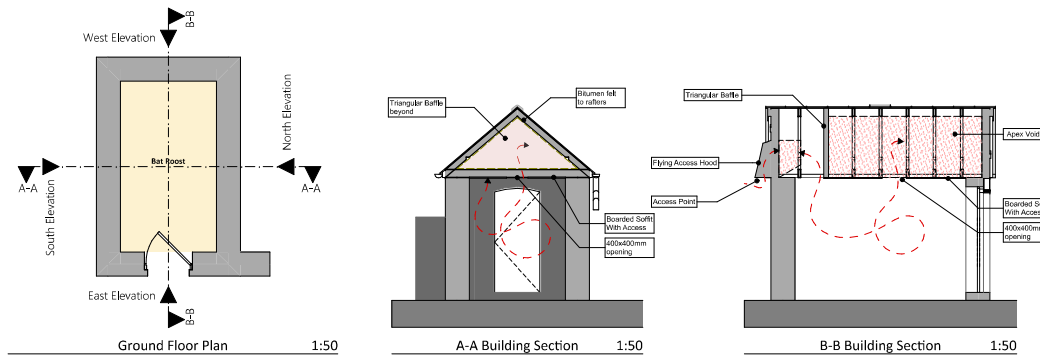 B-B
West Elevation
North Elevation
Bat Roost
A-A
A-A
South Elevation
East Elevation
B-B
Ground Floor Plan
1:50
Triangular Baffle
beyond
Bitumen felt
to rafters
Boarded Soffit
With Access
400x400mm
opening
A-A Building Section
1:50
Triangular Baffle
Apex Void
Flying Access Hood
Access Point
Boarded So
With Access
400x400mm
opening
B-B Building Section
1:50